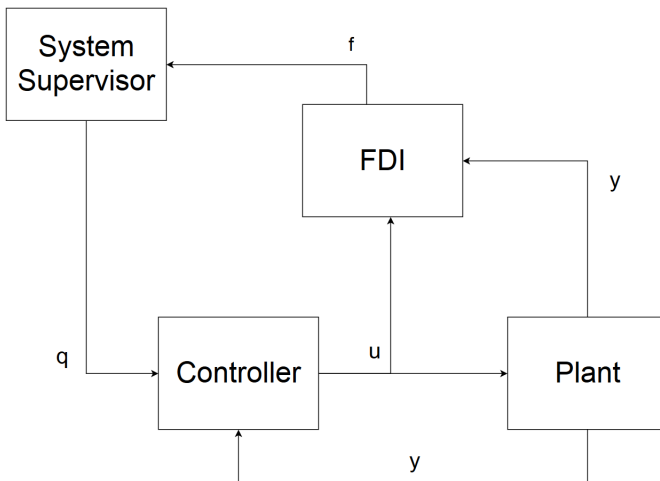 System
Supervisor
f
FDI
y
q
Controller
u
Plant
y